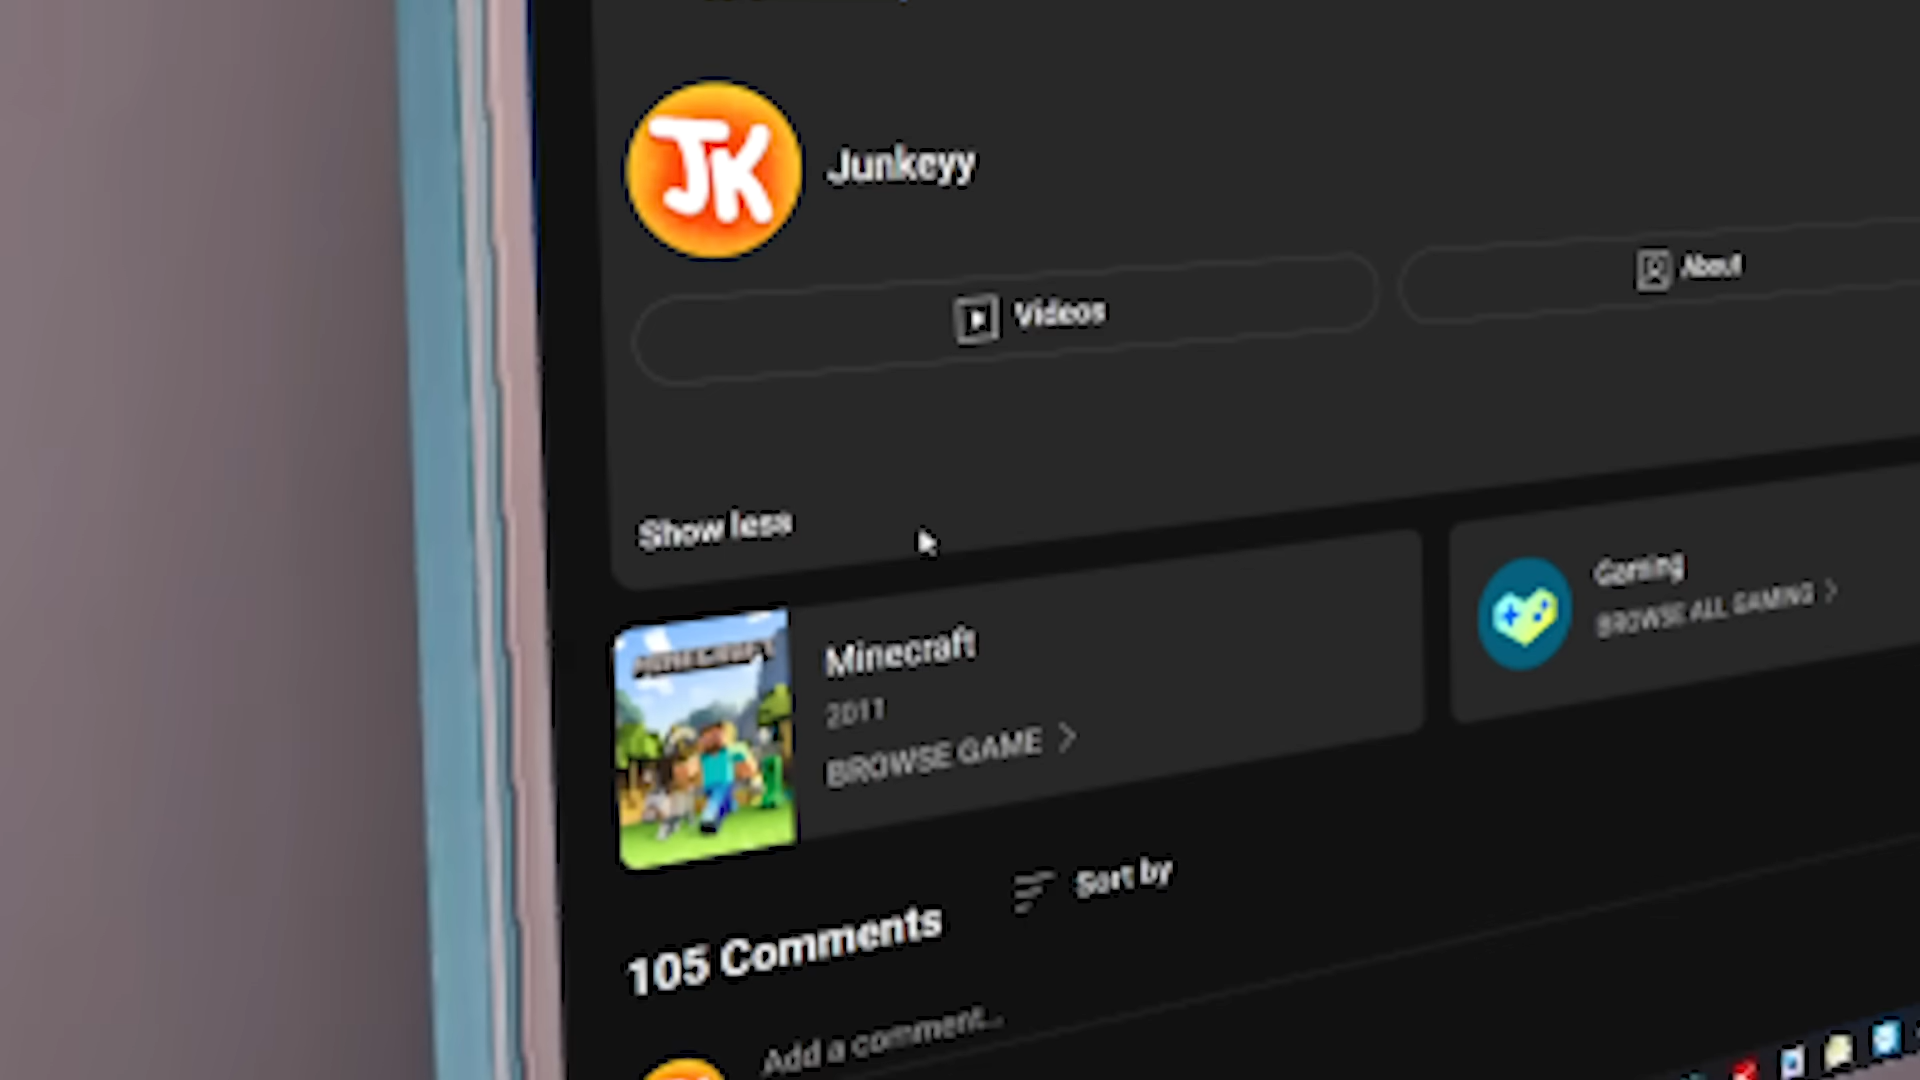 JK
Junkeyy
Videos
About
Show less
MINECRAFT
Minecraft
2011
BROWSE GAME
Gaming
BROWSE ALL GAMING
105 Comments
Sort by
Add a comment...